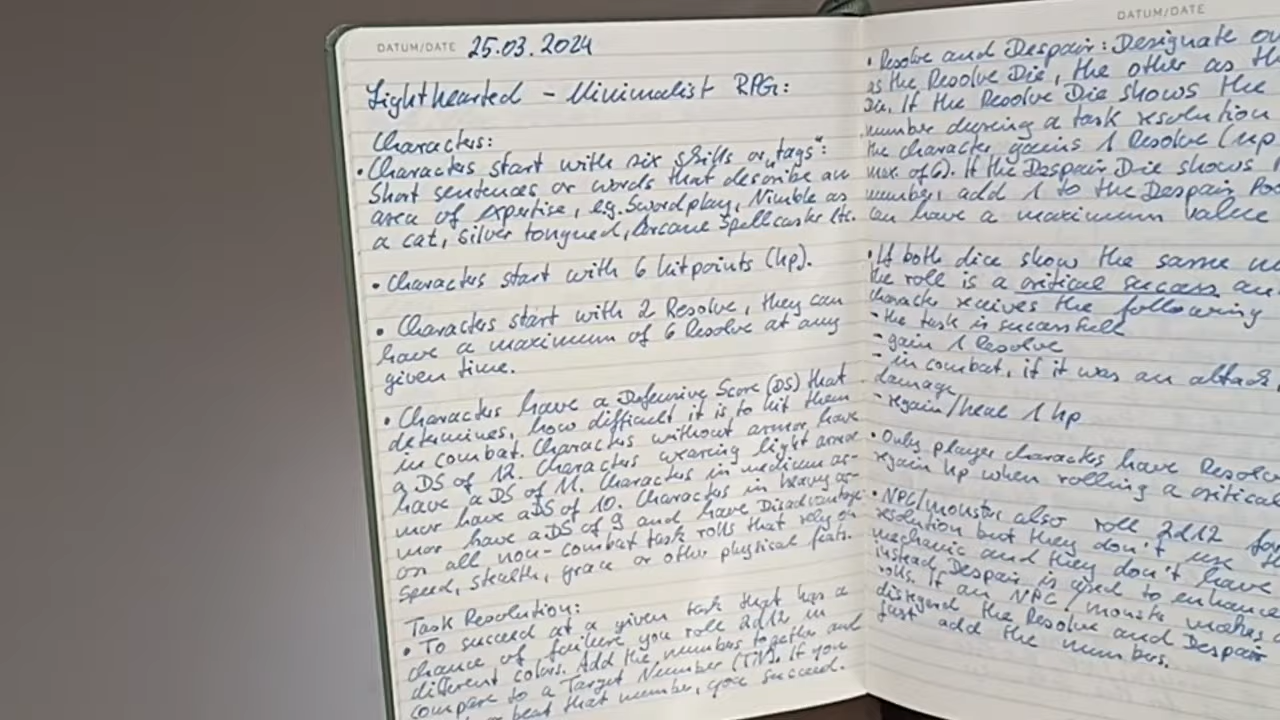 DATUM/DATE 25.03.2024
Lighthearted - Minimalist RPG:
Characters:
• Characters start with six skills or „tags“:
Short sentences or words that describe an
area of expertise, e.g. Swordplay, Nimble as
a cat, Silver tongued, Arcane Spellcaster etc.
• Characters start with 6 hitpoints (hp).
• Characters start with 2 Resolve, they can
have a maximum of 6 Resolve at any
given time.
• Characters have a Defensive Score (DS) that
determines, how difficult it is to hit them
in combat. Characters without armor have
a DS of 12. Characters wearing light armor
have a DS of 11. Characters in medium ar-
mor have a DS of 10. Characters in heavy ar-
mor have a DS of 9 and have Disadvantage
on all non-combat task rolls that rely on
speed, stealth, grace or other physical feats.
Task Resolution:
• To succeed at a given task that has a
chance of failure you roll 2d12 in
different colors. Add the numbers together and
compare to a Target Number (TN). If you
beat that number, you succeed.
DATUM/DATE
• Resolve and Despair: Designate
as the Resolve Die, the other as
Die. If the Resolve Die shows the
number during a task resolution
the character gains 1 Resolve (up
max. of 6). If the Despair Die shows
number, add 1 to the Despair
can have a maximum value
• If both dice show the same
the role is a critical success
character receives the following
- the task is successfull
- gain 1 Resolve
- in combat, if it was an attack
damage
- regain/heal 1 hp
• Only player characters have
regain hp when rolling a
• NPC/monsters also roll 2d12
resolution but they don't use
mechanic and they don't have
instead Despair is used to enhance
rolls. If an NPC/monster makes
disregard the Resolve and Despair
just add the numbers.